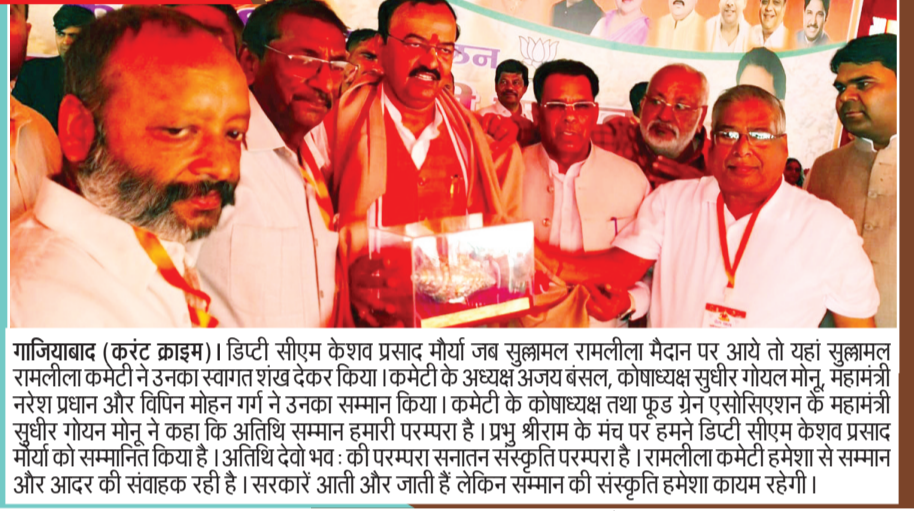 लन
गाजियाबाद (करंट क्राइम)। डिप्टी सीएम केशव प्रसाद मौर्या जब सुल्लामल रामलीला मैदान पर आये तो यहां सुल्लामल
रामलीला कमेटी ने उनका स्वागत शंख देकर किया।कमेटी के अध्यक्ष अजय बंसल, कोषाध्यक्ष सुधीर गोयल मोनू, महामंत्री
नरेश प्रधान और विपिन मोहन गर्ग ने उनका सम्मान किया। कमेटी के कोषाध्यक्ष तथा फूड ग्रेन एसोसिएशन के महामंत्री
सुधीर गोयन मोनू ने कहा कि अतिथि सम्मान हमारी परम्परा है। प्रभु श्रीराम के मंच पर हमने डिप्टी सीएम केशव प्रसाद
मौर्या को सम्मानित किया है। अतिथि देवो भव : की परम्परा सनातन संस्कृति परम्परा है। रामलीला कमेटी हमेशा से सम्मान
और आदर की संवाहक रही है। सरकारें आती और जाती हैं लेकिन सम्मान की संस्कृति हमेशा कायम रहेगी।